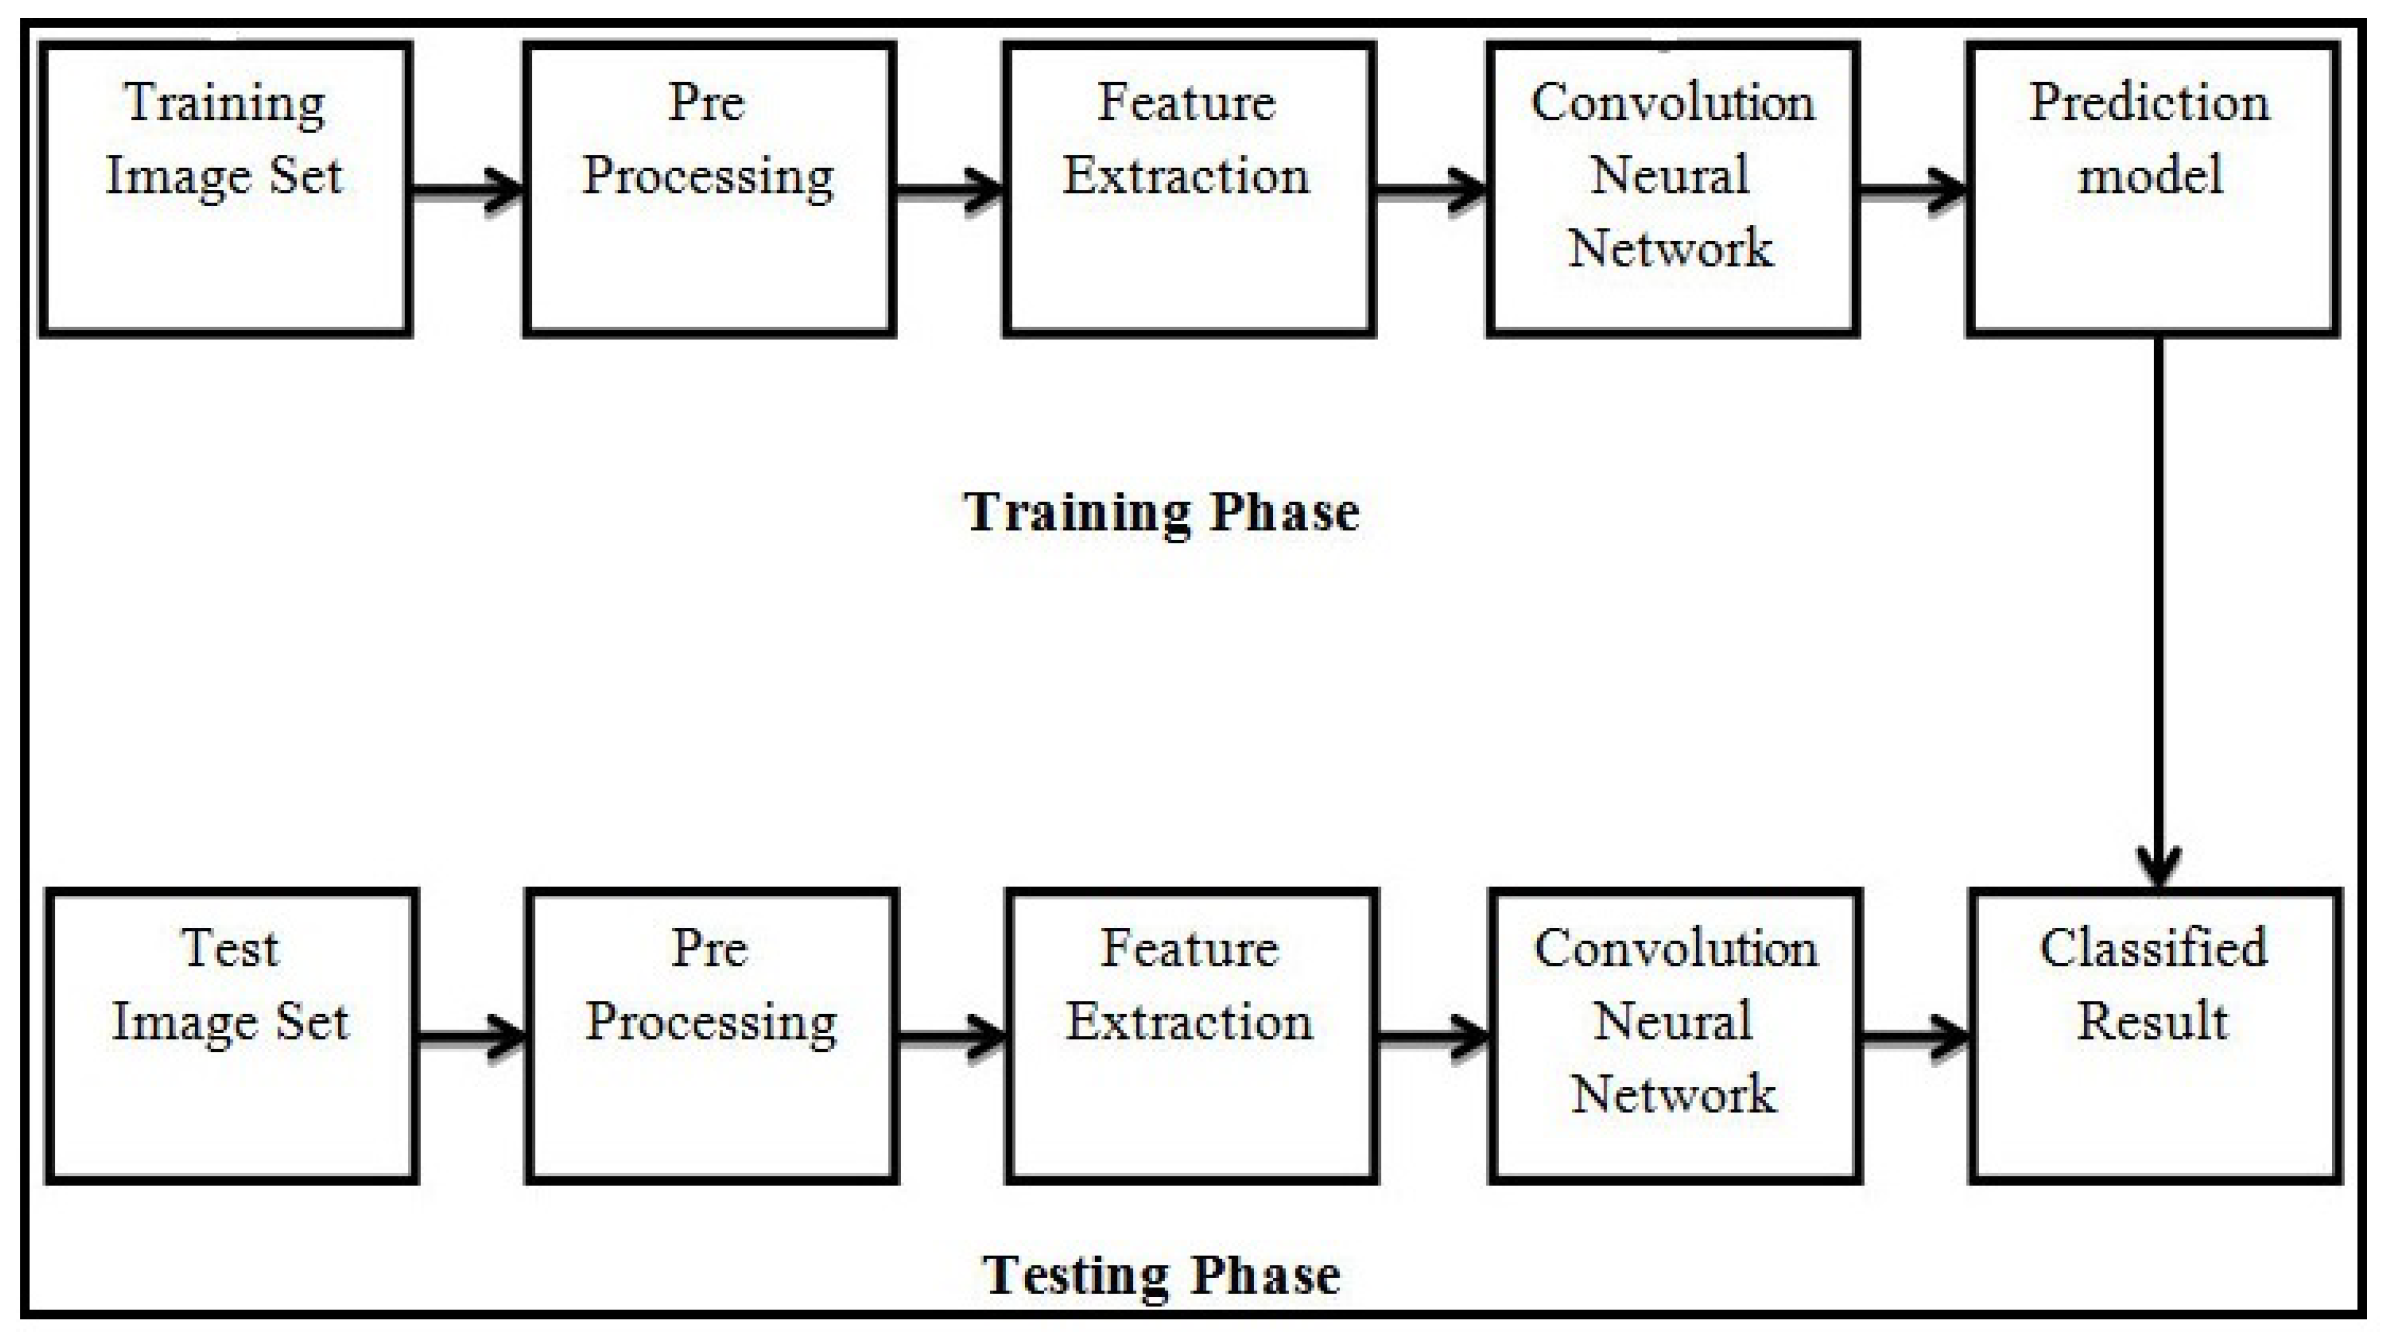 Training
Image Set
Pre
Processing
Feature
Extraction
Convolution
Neural
Network
Prediction
model
Training Phase
Test
Image Set
Pre
Processing
Feature
Extraction
Convolution
Neural
Network
Classified
Result
Testing Phase